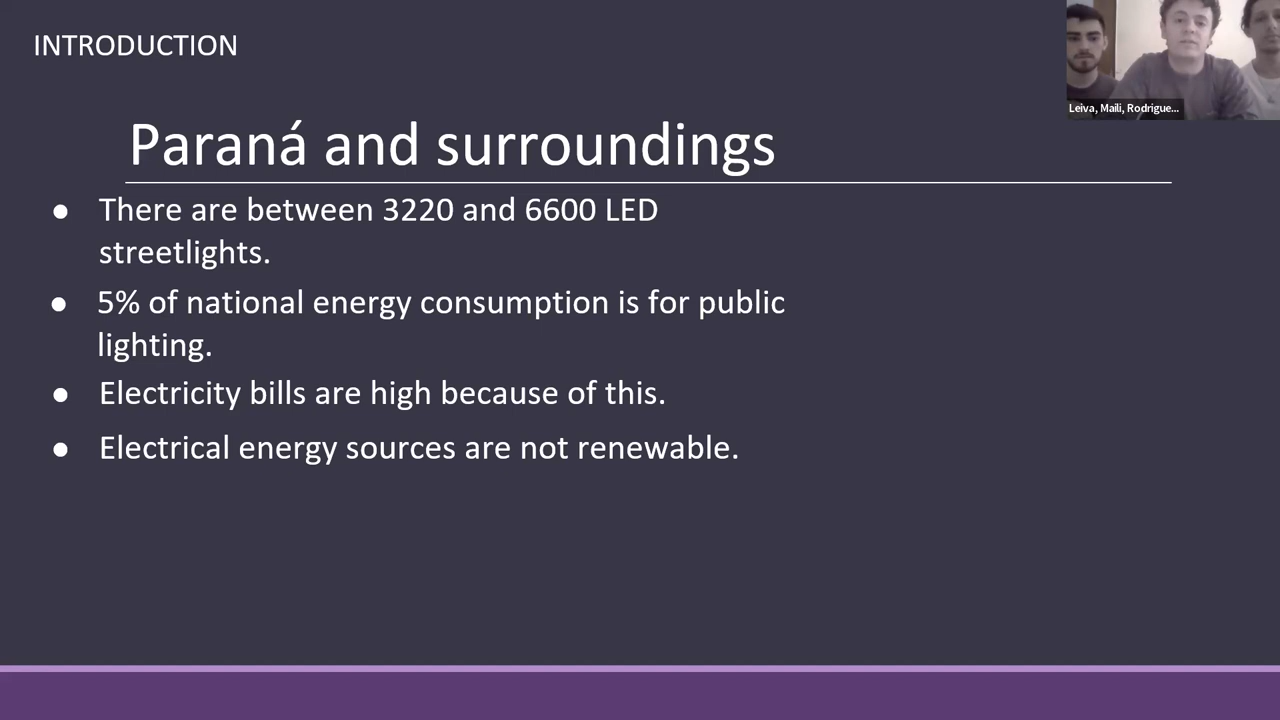 INTRODUCTION
Leiva, Maili, Rodrigue...
Paraná and surroundings
● There are between 3220 and 6600 LED
streetlights.
● 5% of national energy consumption is for public
lighting.
● Electricity bills are high because of this.
● Electrical energy sources are not renewable.